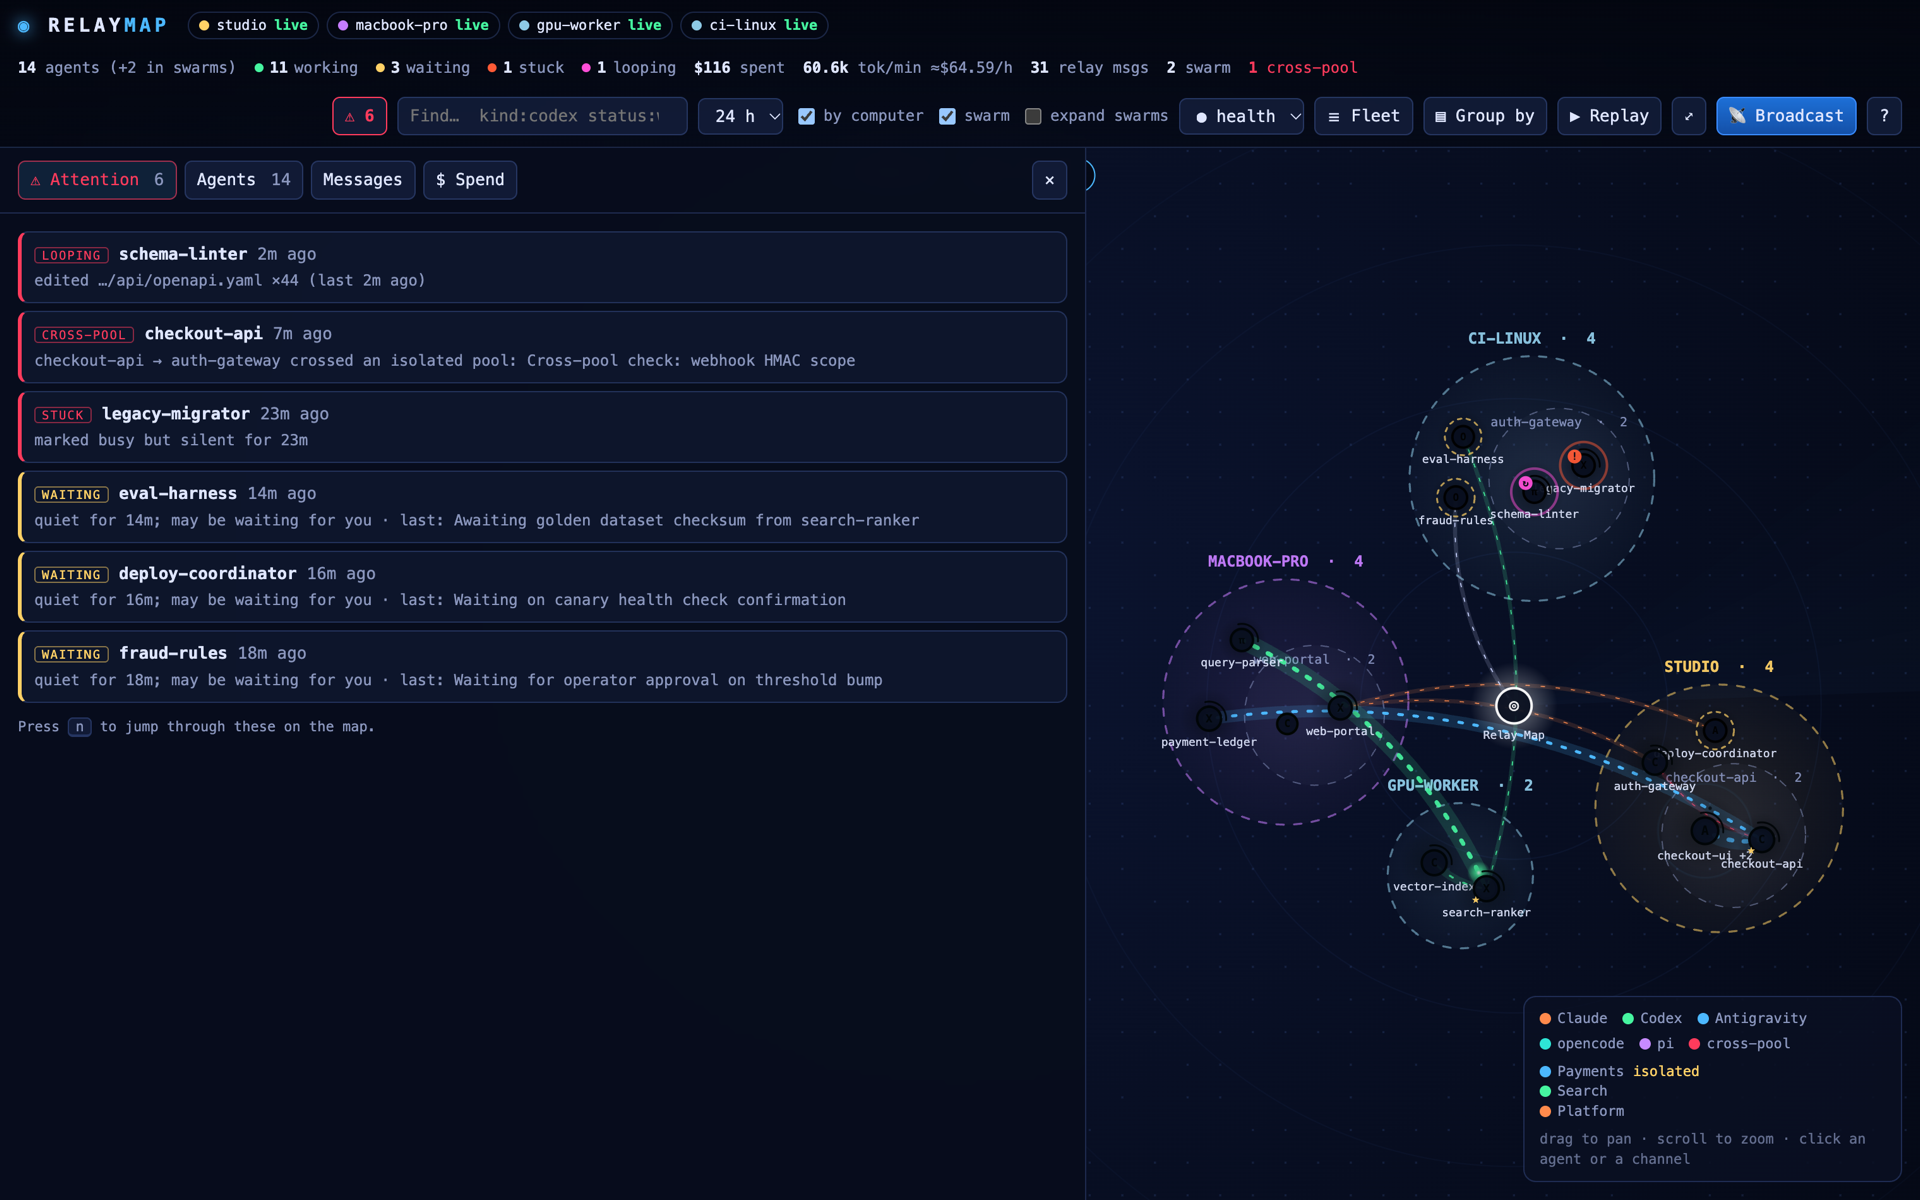 RELAYMAP
studio live
macbook-pro live
gpu-worker live
ci-linux live
14 agents (+2 in swarms) 11 working 3 waiting 1 stuck 1 looping $116 spent 60.6k tok/min ≈$64.59/h 31 relay msgs 2 swarm 1 cross-pool
⚠ 6
Find… kind:codex status:
24 h
by computer
swarm
expand swarms
● health
≡ Fleet
Group by
▶ Replay
Broadcast
?
⚠ Attention 6
Agents 14
Messages
$ Spend
×
LOOPING schema-linter 2m ago
edited …/api/openapi.yaml ×44 (last 2m ago)
CROSS-POOL checkout-api 7m ago
checkout-api → auth-gateway crossed an isolated pool: Cross-pool check: webhook HMAC scope
STUCK legacy-migrator 23m ago
marked busy but silent for 23m
WAITING eval-harness 14m ago
quiet for 14m; may be waiting for you · last: Awaiting golden dataset checksum from search-ranker
WAITING deploy-coordinator 16m ago
quiet for 16m; may be waiting for you · last: Waiting on canary health check confirmation
WAITING fraud-rules 18m ago
quiet for 18m; may be waiting for you · last: Waiting for operator approval on threshold bump
Press n to jump through these on the map.
CI-LINUX · 4
auth-gateway · 2
eval-harness
gacy-migrator
schema-linter
fraud-rules
MACBOOK-PRO · 4
query-parser
portal · 2
web-portal
payment-ledger
Relay Map
STUDIO · 4
ploy-coordinator
checkout-api · 2
auth-gateway
checkout-ui +2
checkout-api
GPU-WORKER · 2
vector-index
search-ranker
Claude Codex Antigravity
opencode pi cross-pool
Payments isolated
Search
Platform
drag to pan · scroll to zoom · click an
agent or a channel